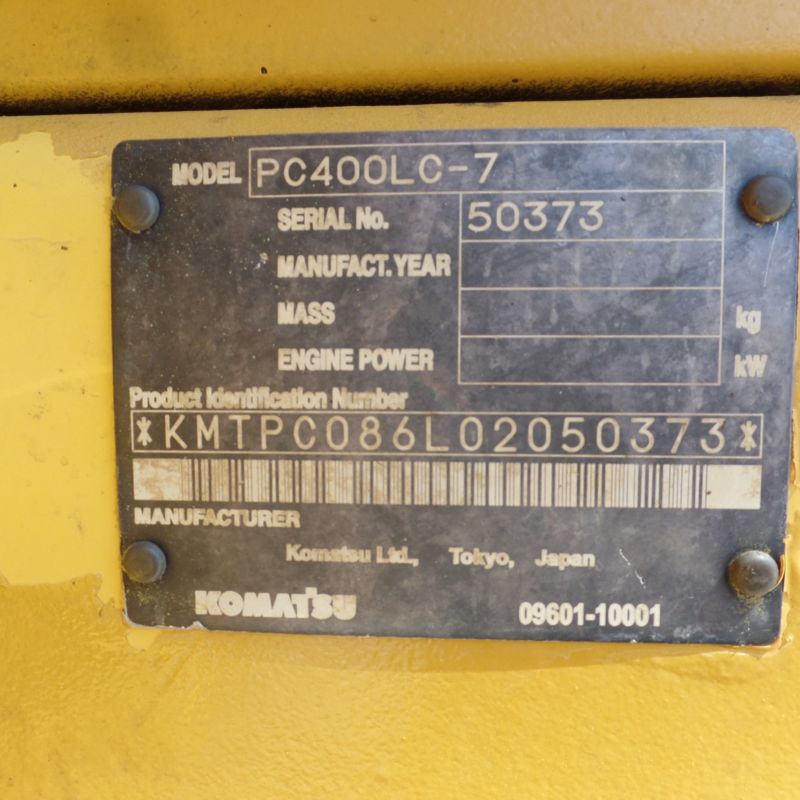 MODEL PC400LC-7
SERIAL No. 50373
MANUFACT. YEAR
MASS kg
ENGINE POWER kW
Product Identification Number
*KMTPC086L02050373*
MANUFACTURER
Komatsu Ltd., Tokyo, Japan
KOMATSU 09601-10001